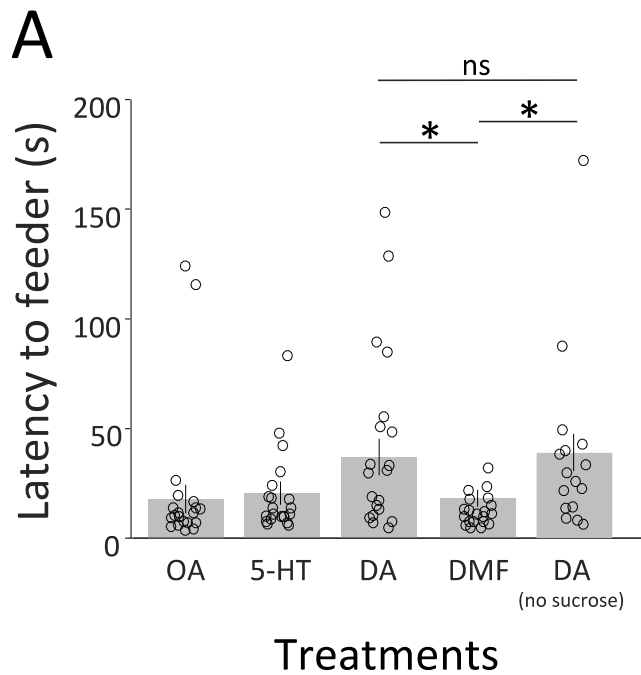 A
ns
*
*
Latency to feeder (s)
200
150
100
50
0
OA 5-HT DA DMF DA
(no sucrose)
Treatments